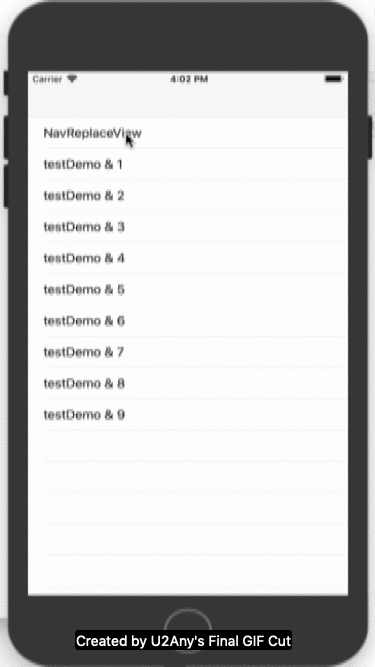 Carrier 4:02 PM
NavReplaceView
testDemo & 1
testDemo & 2
testDemo & 3
testDemo & 4
testDemo & 5
testDemo & 6
testDemo & 7
testDemo & 8
testDemo & 9
Created by U2Any's Final GIF Cut